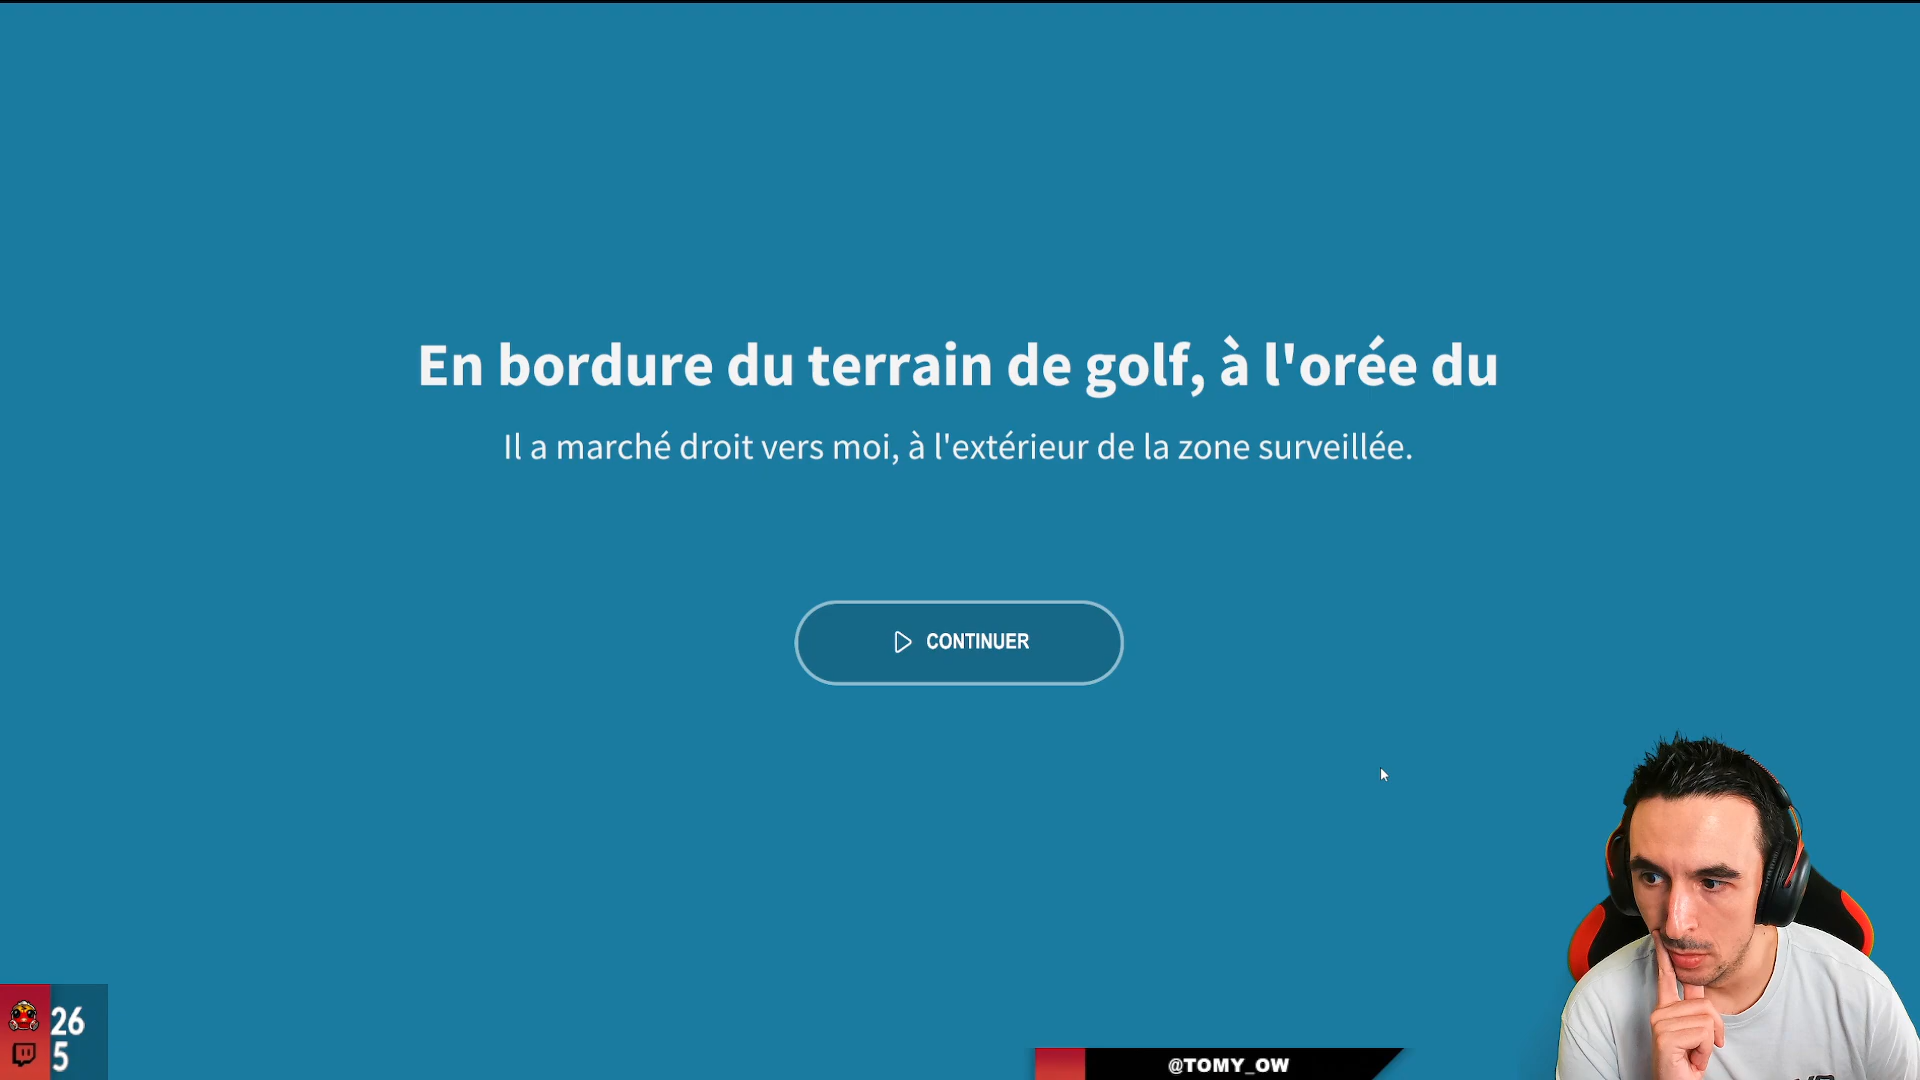 En bordure du terrain de golf, à l'orée du
Il a marché droit vers moi, à l'extérieur de la zone surveillée.
CONTINUER
26
5
@TOMY_OW